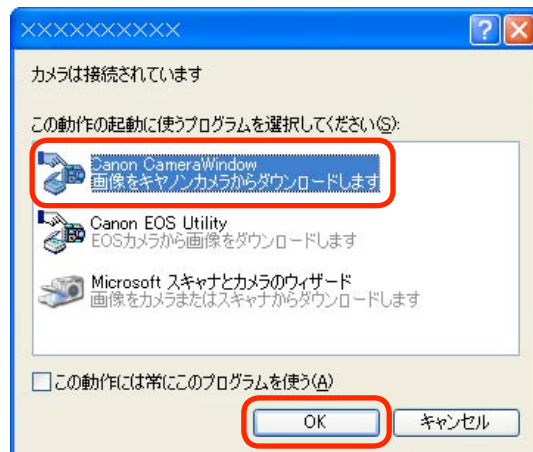 ××××××××××
カメラは接続されています
この動作の起動に使うプログラムを選択してください(S):
Canon CameraWindow
画像をキヤノンカメラからダウンロードします
Canon EOS Utility
EOSカメラから画像をダウンロードします
Microsoft スキャナとカメラのウィザード
画像をカメラまたはスキャナからダウンロードします
この動作には常にこのプログラムを使う(A)
OK
キャンセル